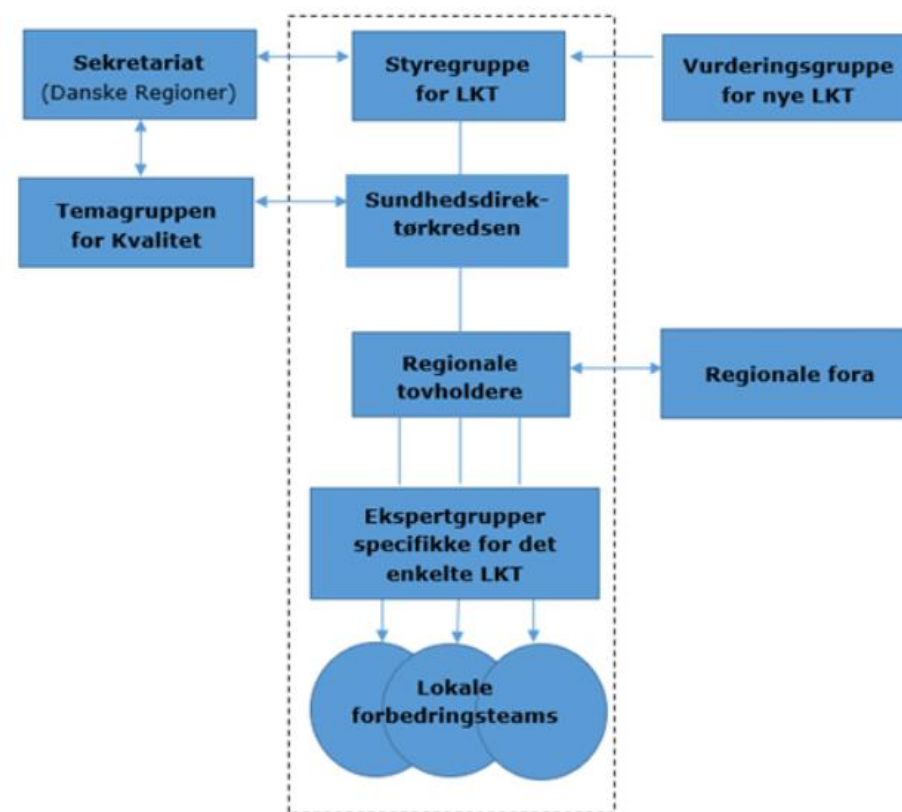 Sekretariat
(Danske Regioner)
Styregruppe
for LKT
Vurderingsgruppe
for nye LKT
Temagruppen
for Kvalitet
Sundhedsdirek-
tørkredsen
Regionale
tovholdere
Regionale fora
Ekspertgrupper
specifikke for det
enkelte LKT
Lokale
forbedringsteams